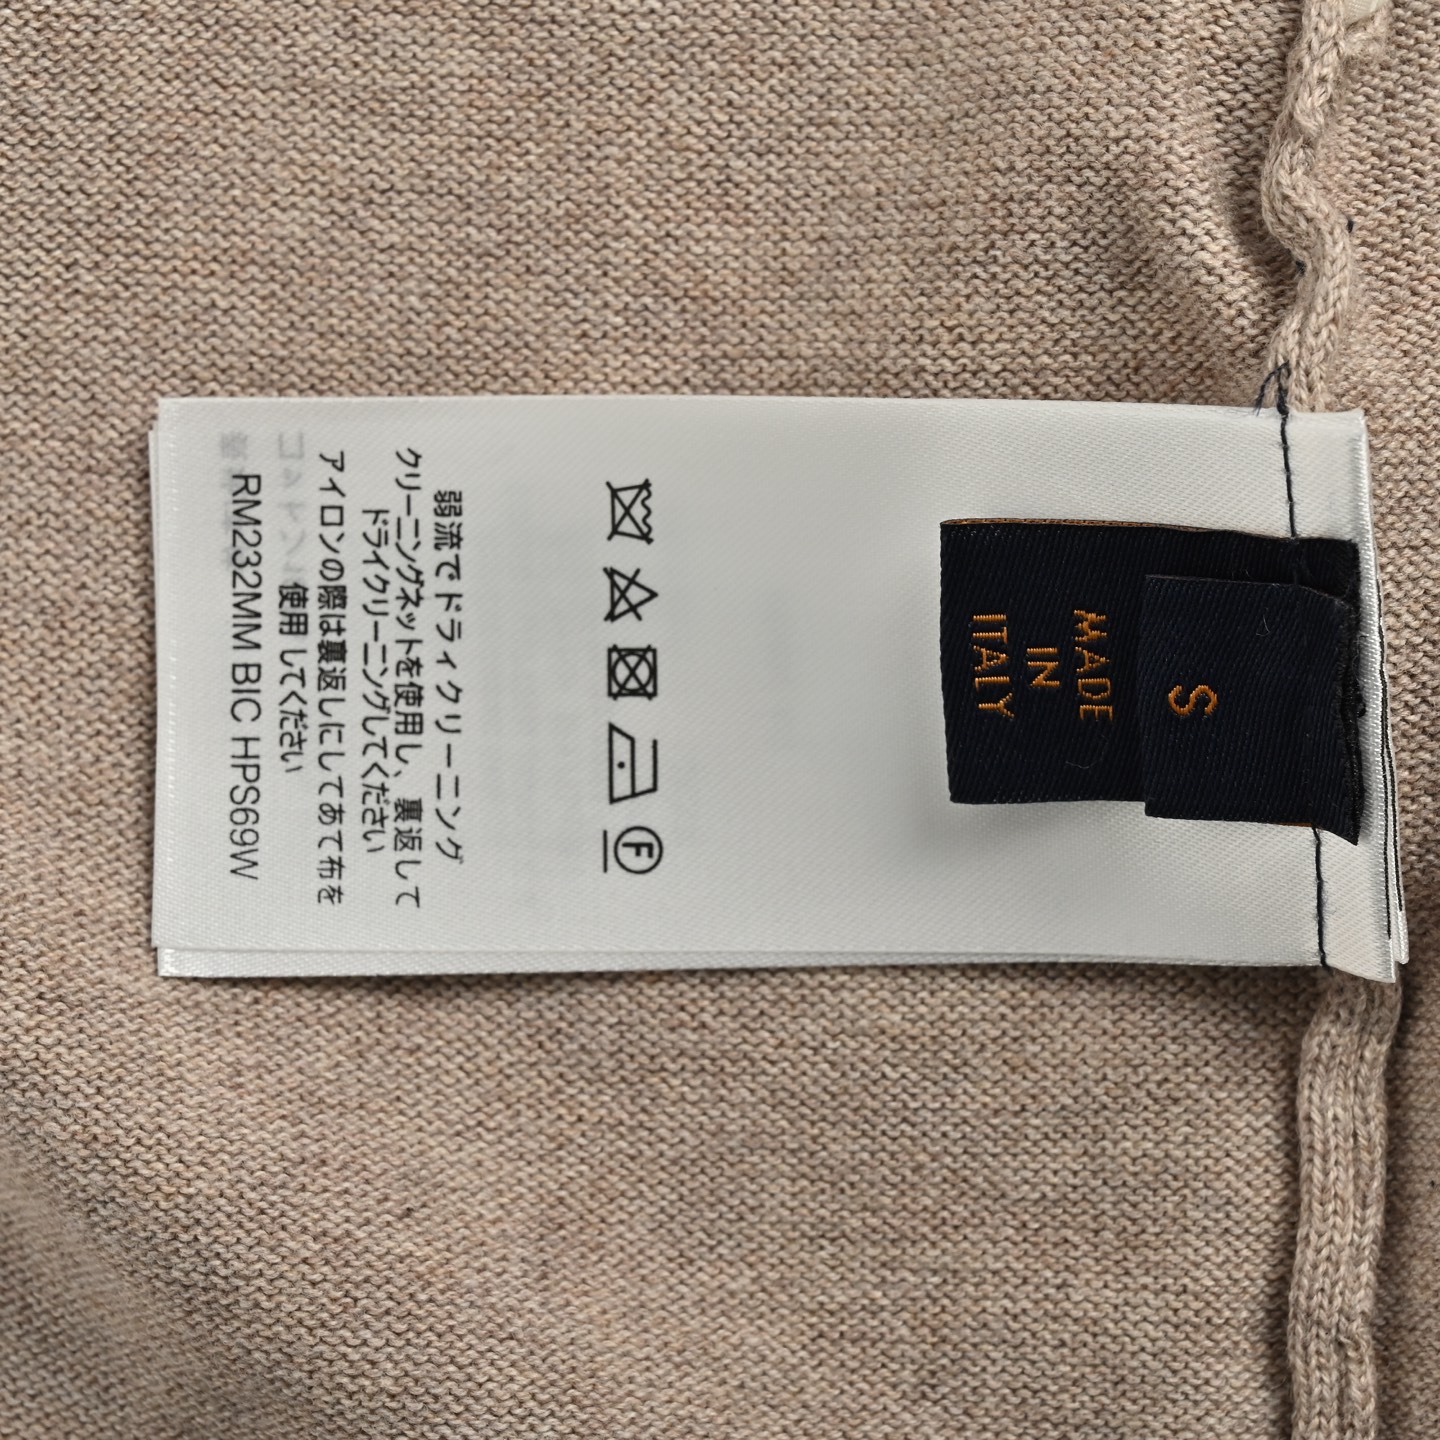 S
MADE
IN
ITALY
F
弱流でドライクリーニング
クリーニングネットを使用し、裏返して
ドライクリーニングしてください
アイロンの際は裏返しにしてあて布を
使用してください
RM232MM BIC HPS69W